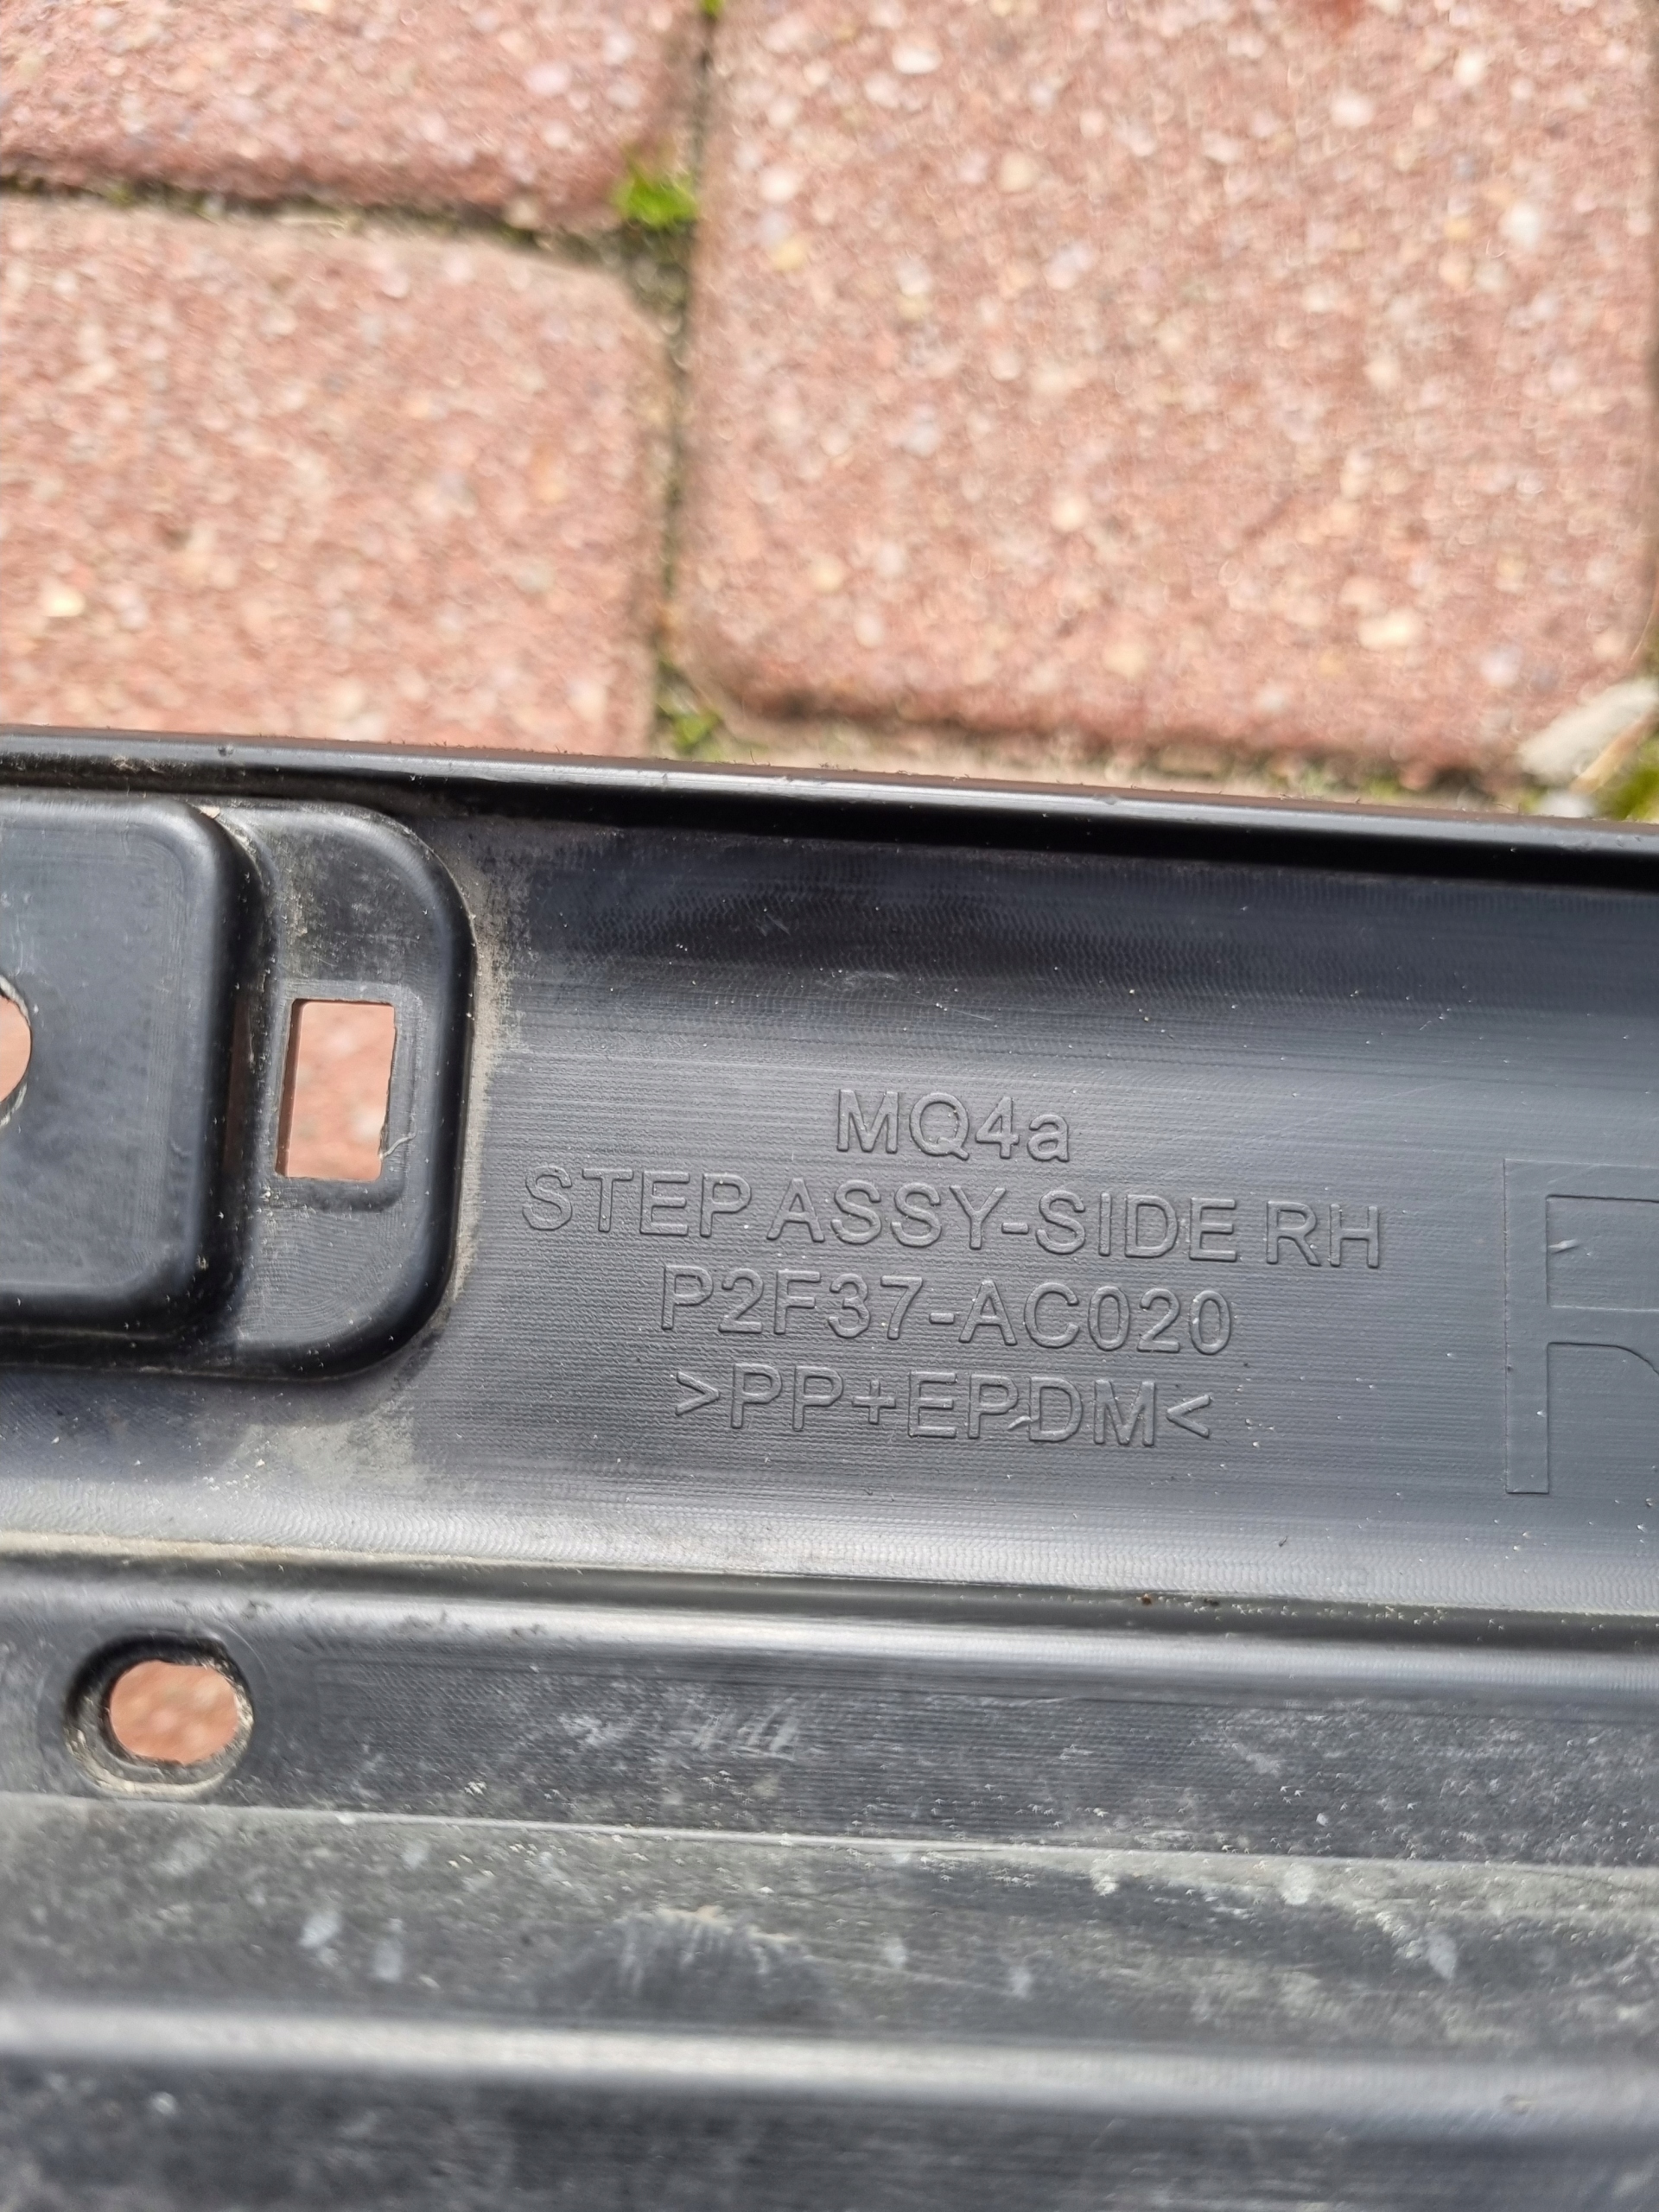 MQ4a
STEP ASSY-SIDE RH
P2F37-AC020
>PP+EPDM<
R